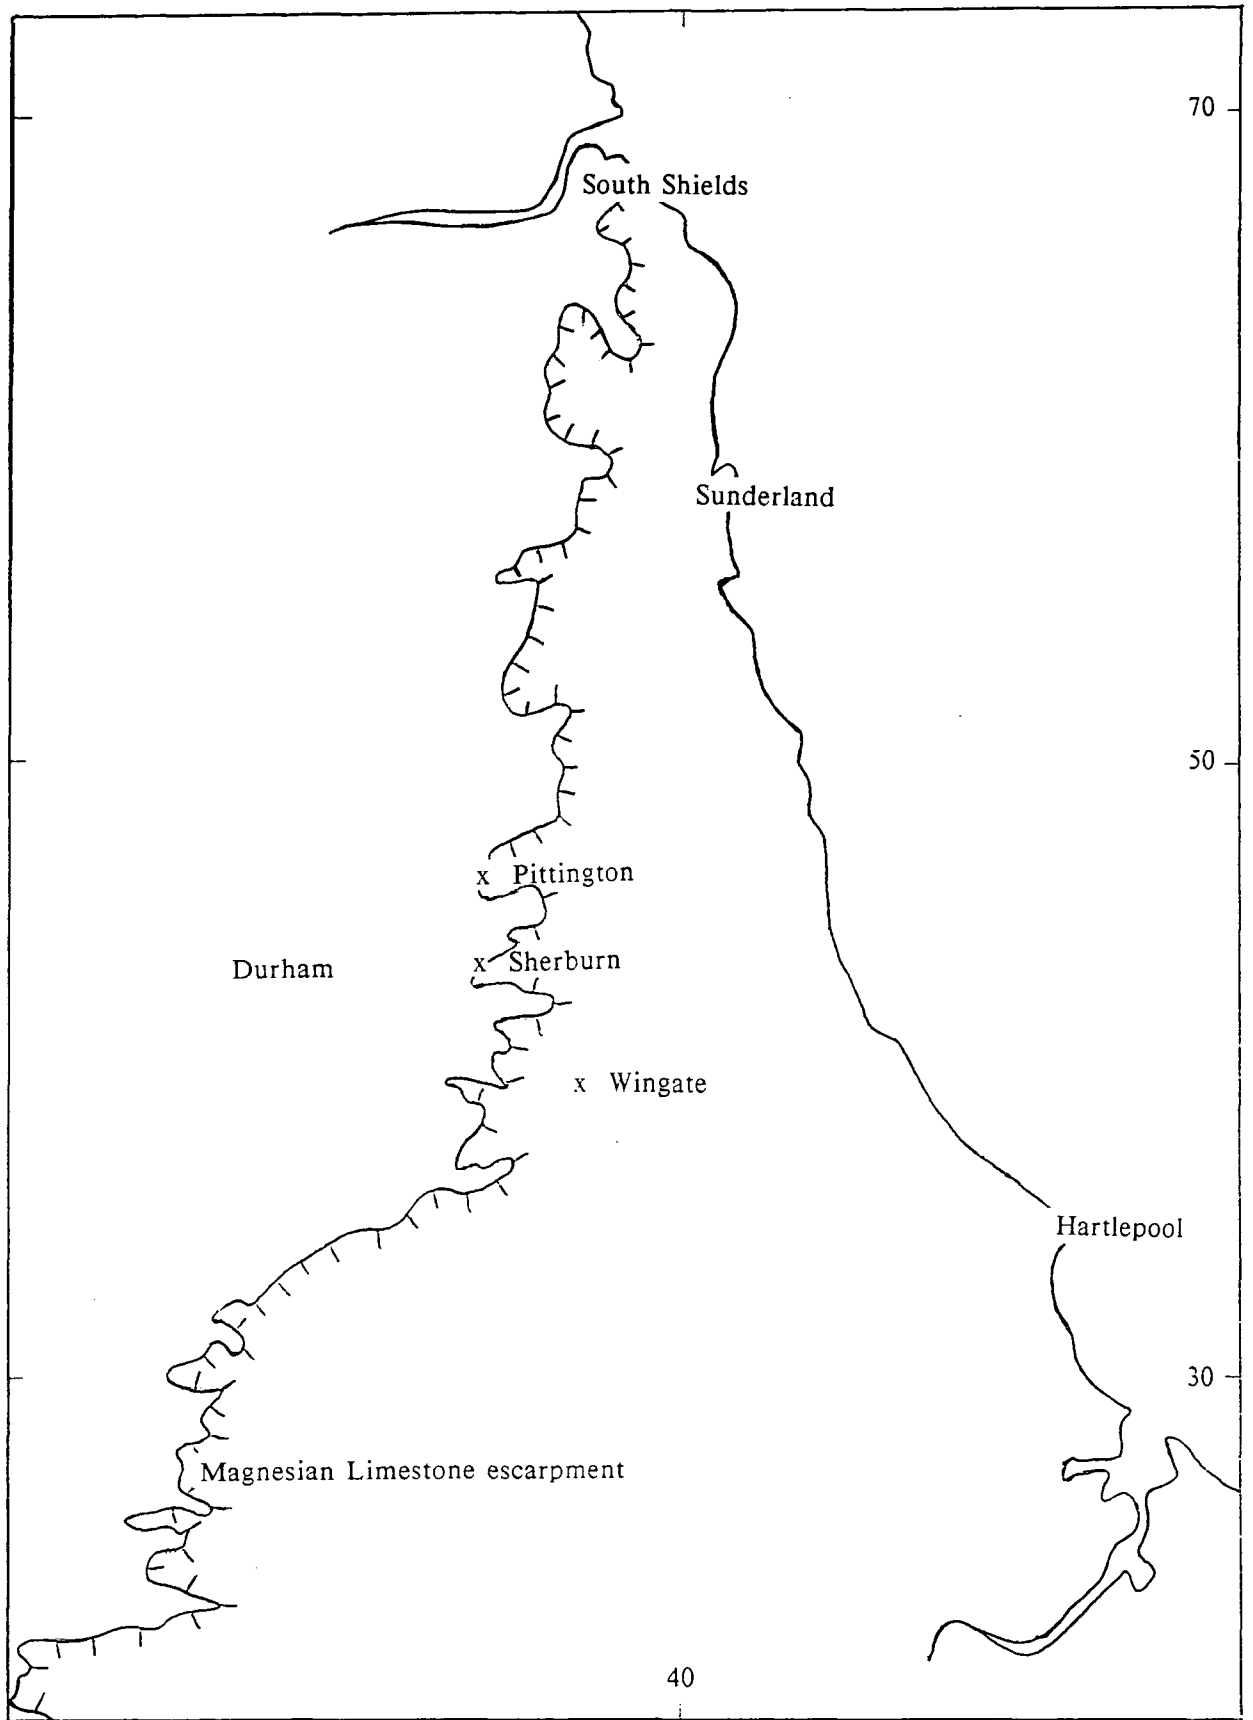 70
South Shields
Sunderland
50
x Pittington
x Sherburn
Durham
x Wingate
Hartlepool
30
Magnesian Limestone escarpment
40